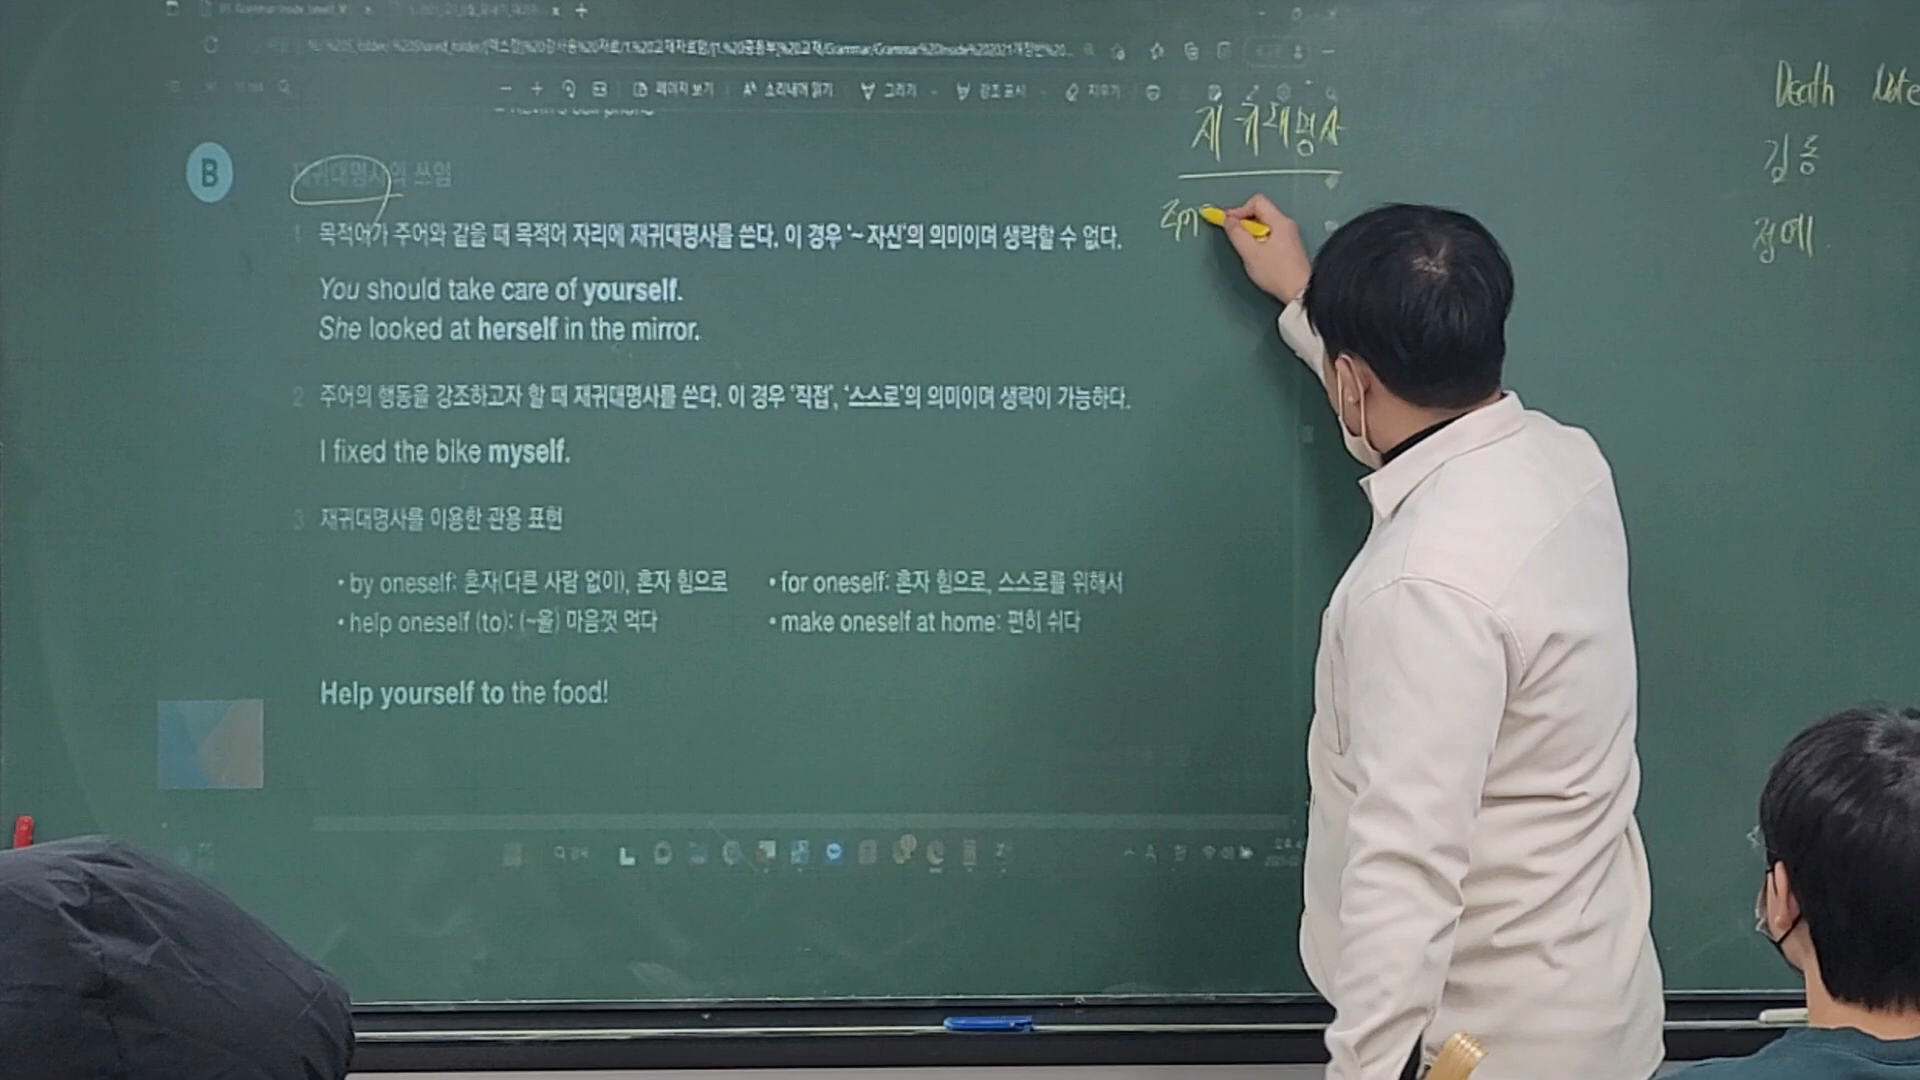 페이지 보기 소리내어 읽기 그리기 강조 표시 지우기
재귀대명사
Death Note
김동
정예
B 재귀대명사의 쓰임
1 목적어가 주어와 같을 때 목적어 자리에 재귀대명사를 쓴다. 이 경우 '~ 자신'의 의미이며 생략할 수 없다.
You should take care of yourself.
She looked at herself in the mirror.
2 주어의 행동을 강조하고자 할 때 재귀대명사를 쓴다. 이 경우 '직접', '스스로'의 의미이며 생략이 가능하다.
I fixed the bike myself.
3 재귀대명사를 이용한 관용 표현
• by oneself: 혼자(다른 사람 없이), 혼자 힘으로
• for oneself: 혼자 힘으로, 스스로를 위해서
• help oneself (to): (~을) 마음껏 먹다
• make oneself at home: 편히 쉬다
Help yourself to the food!